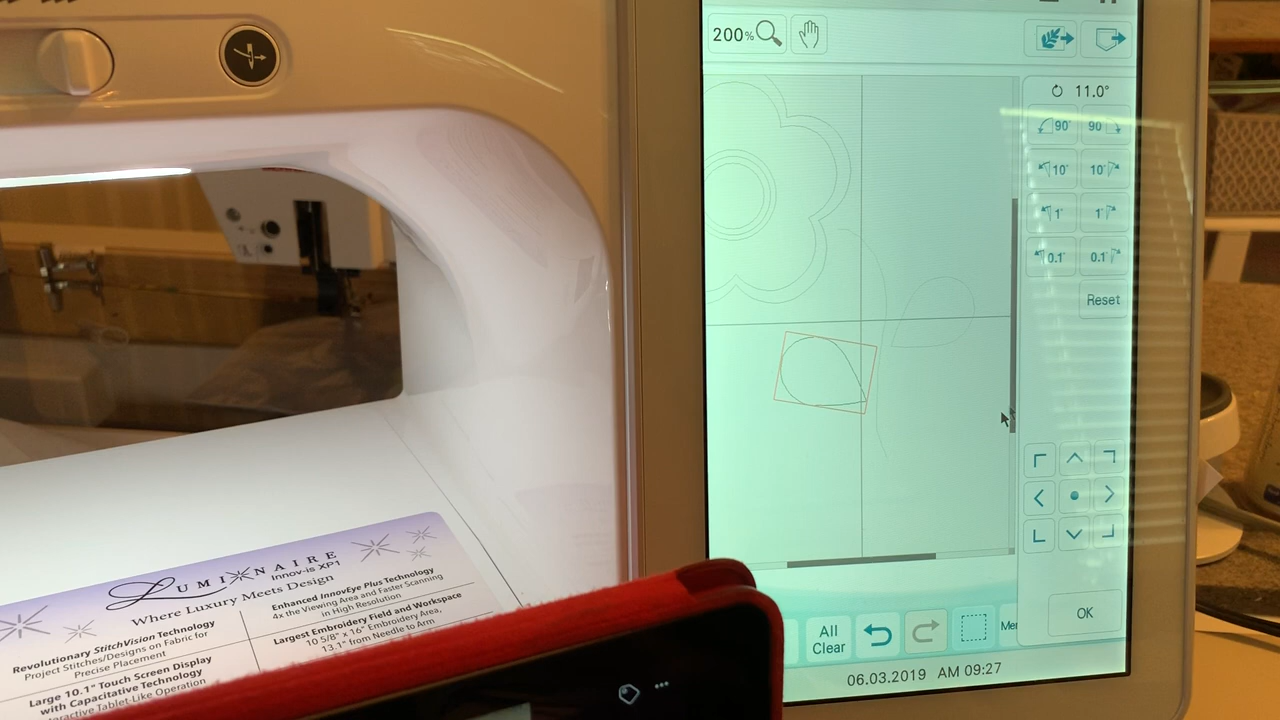 200%
11.0°
90°
90°
10°
10°
1°
1°
0.1°
0.1°
Reset
OK
All
Clear
06.03.2019 AM 09:27
LUMINAIRE
Innov-is XP1
Where Luxury Meets Design
Revolutionary StitchVision Technology
Project Stitches/Designs on Fabric for
Precise Placement
Large 10.1" Touch Screen Display
with Capacitative Technology
Tablet-Like Operation
Enhanced InnovEye Plus Technology
4x the Viewing Area and Faster Scanning
in High Resolution
Largest Embroidery Field and Workspace
10 5/8" x 16" Embroidery Area,
13.1" from Needle to Arm